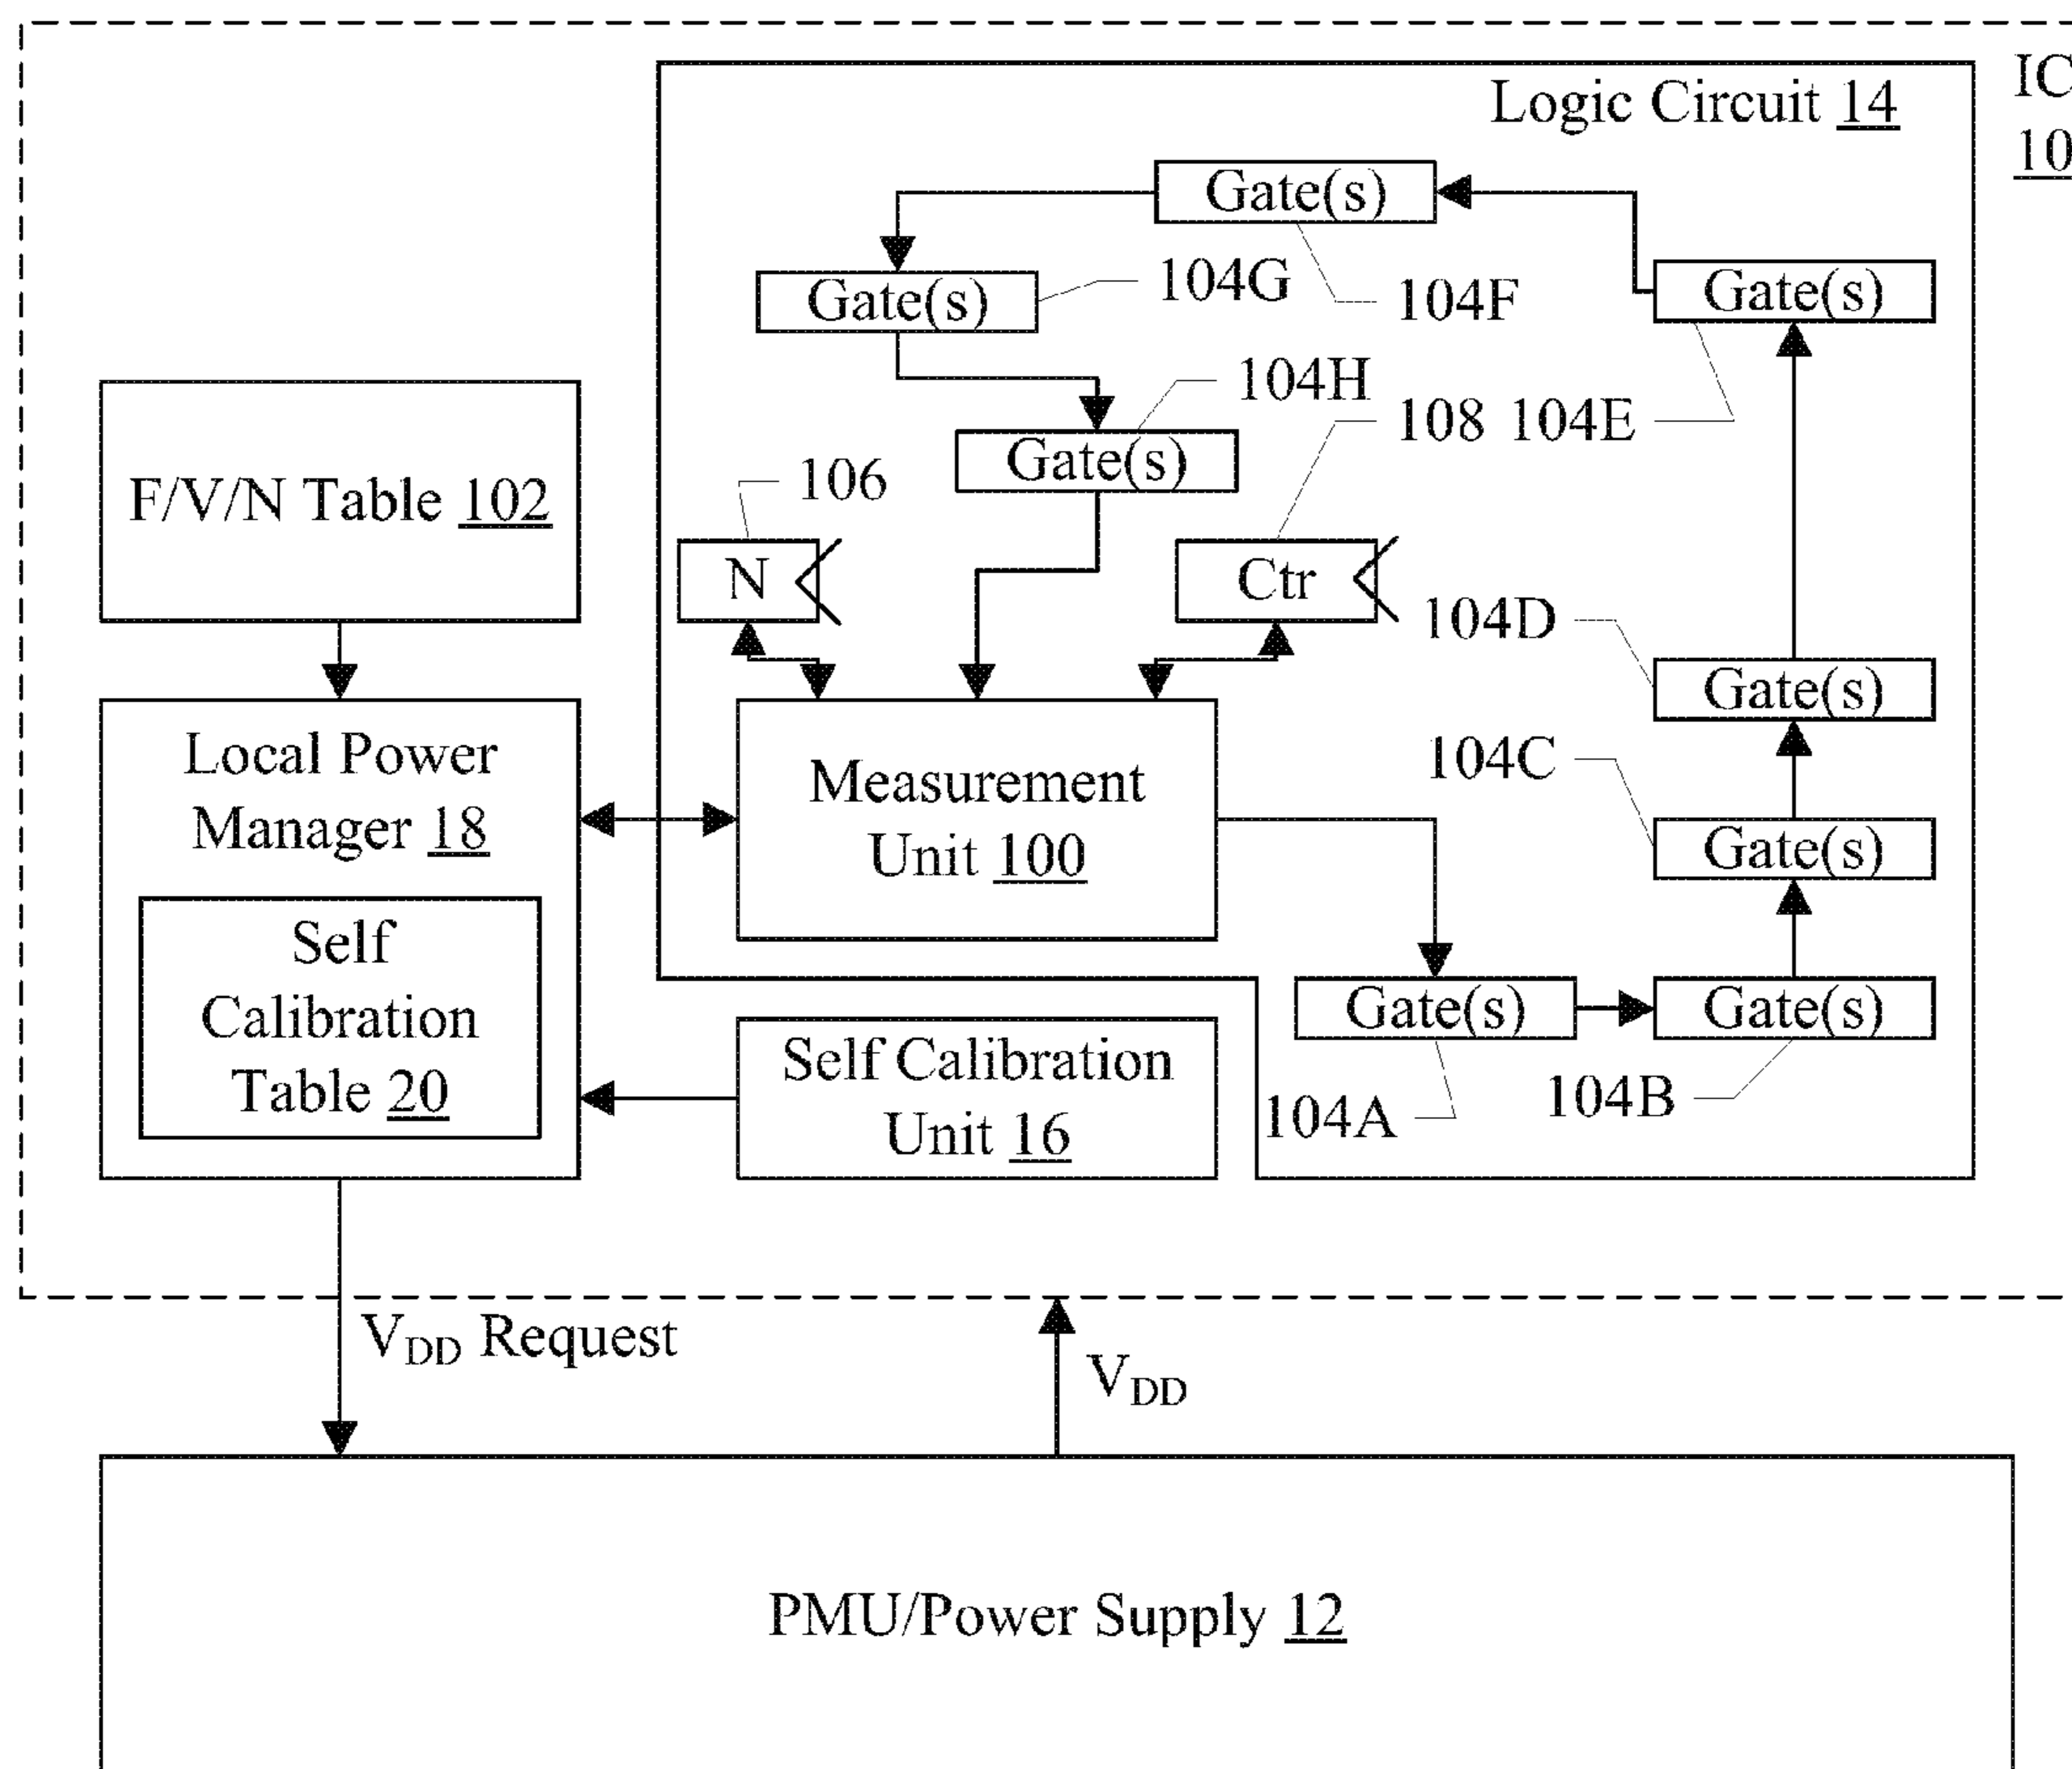 IC
10
Logic Circuit 14
Gate(s)
104G
Gate(s)
104F
Gate(s)
Gate(s)
104H
108 104E
Gate(s)
106
F/V/N Table 102
N
Ctr
104D
Gate(s)
Local Power
Manager 18
Measurement
Unit 100
104C
Gate(s)
Self
Calibration
Table 20
Gate(s)
Gate(s)
Self Calibration
Unit 16
104A
104B
VDD Request
VDD
PMU/Power Supply 12